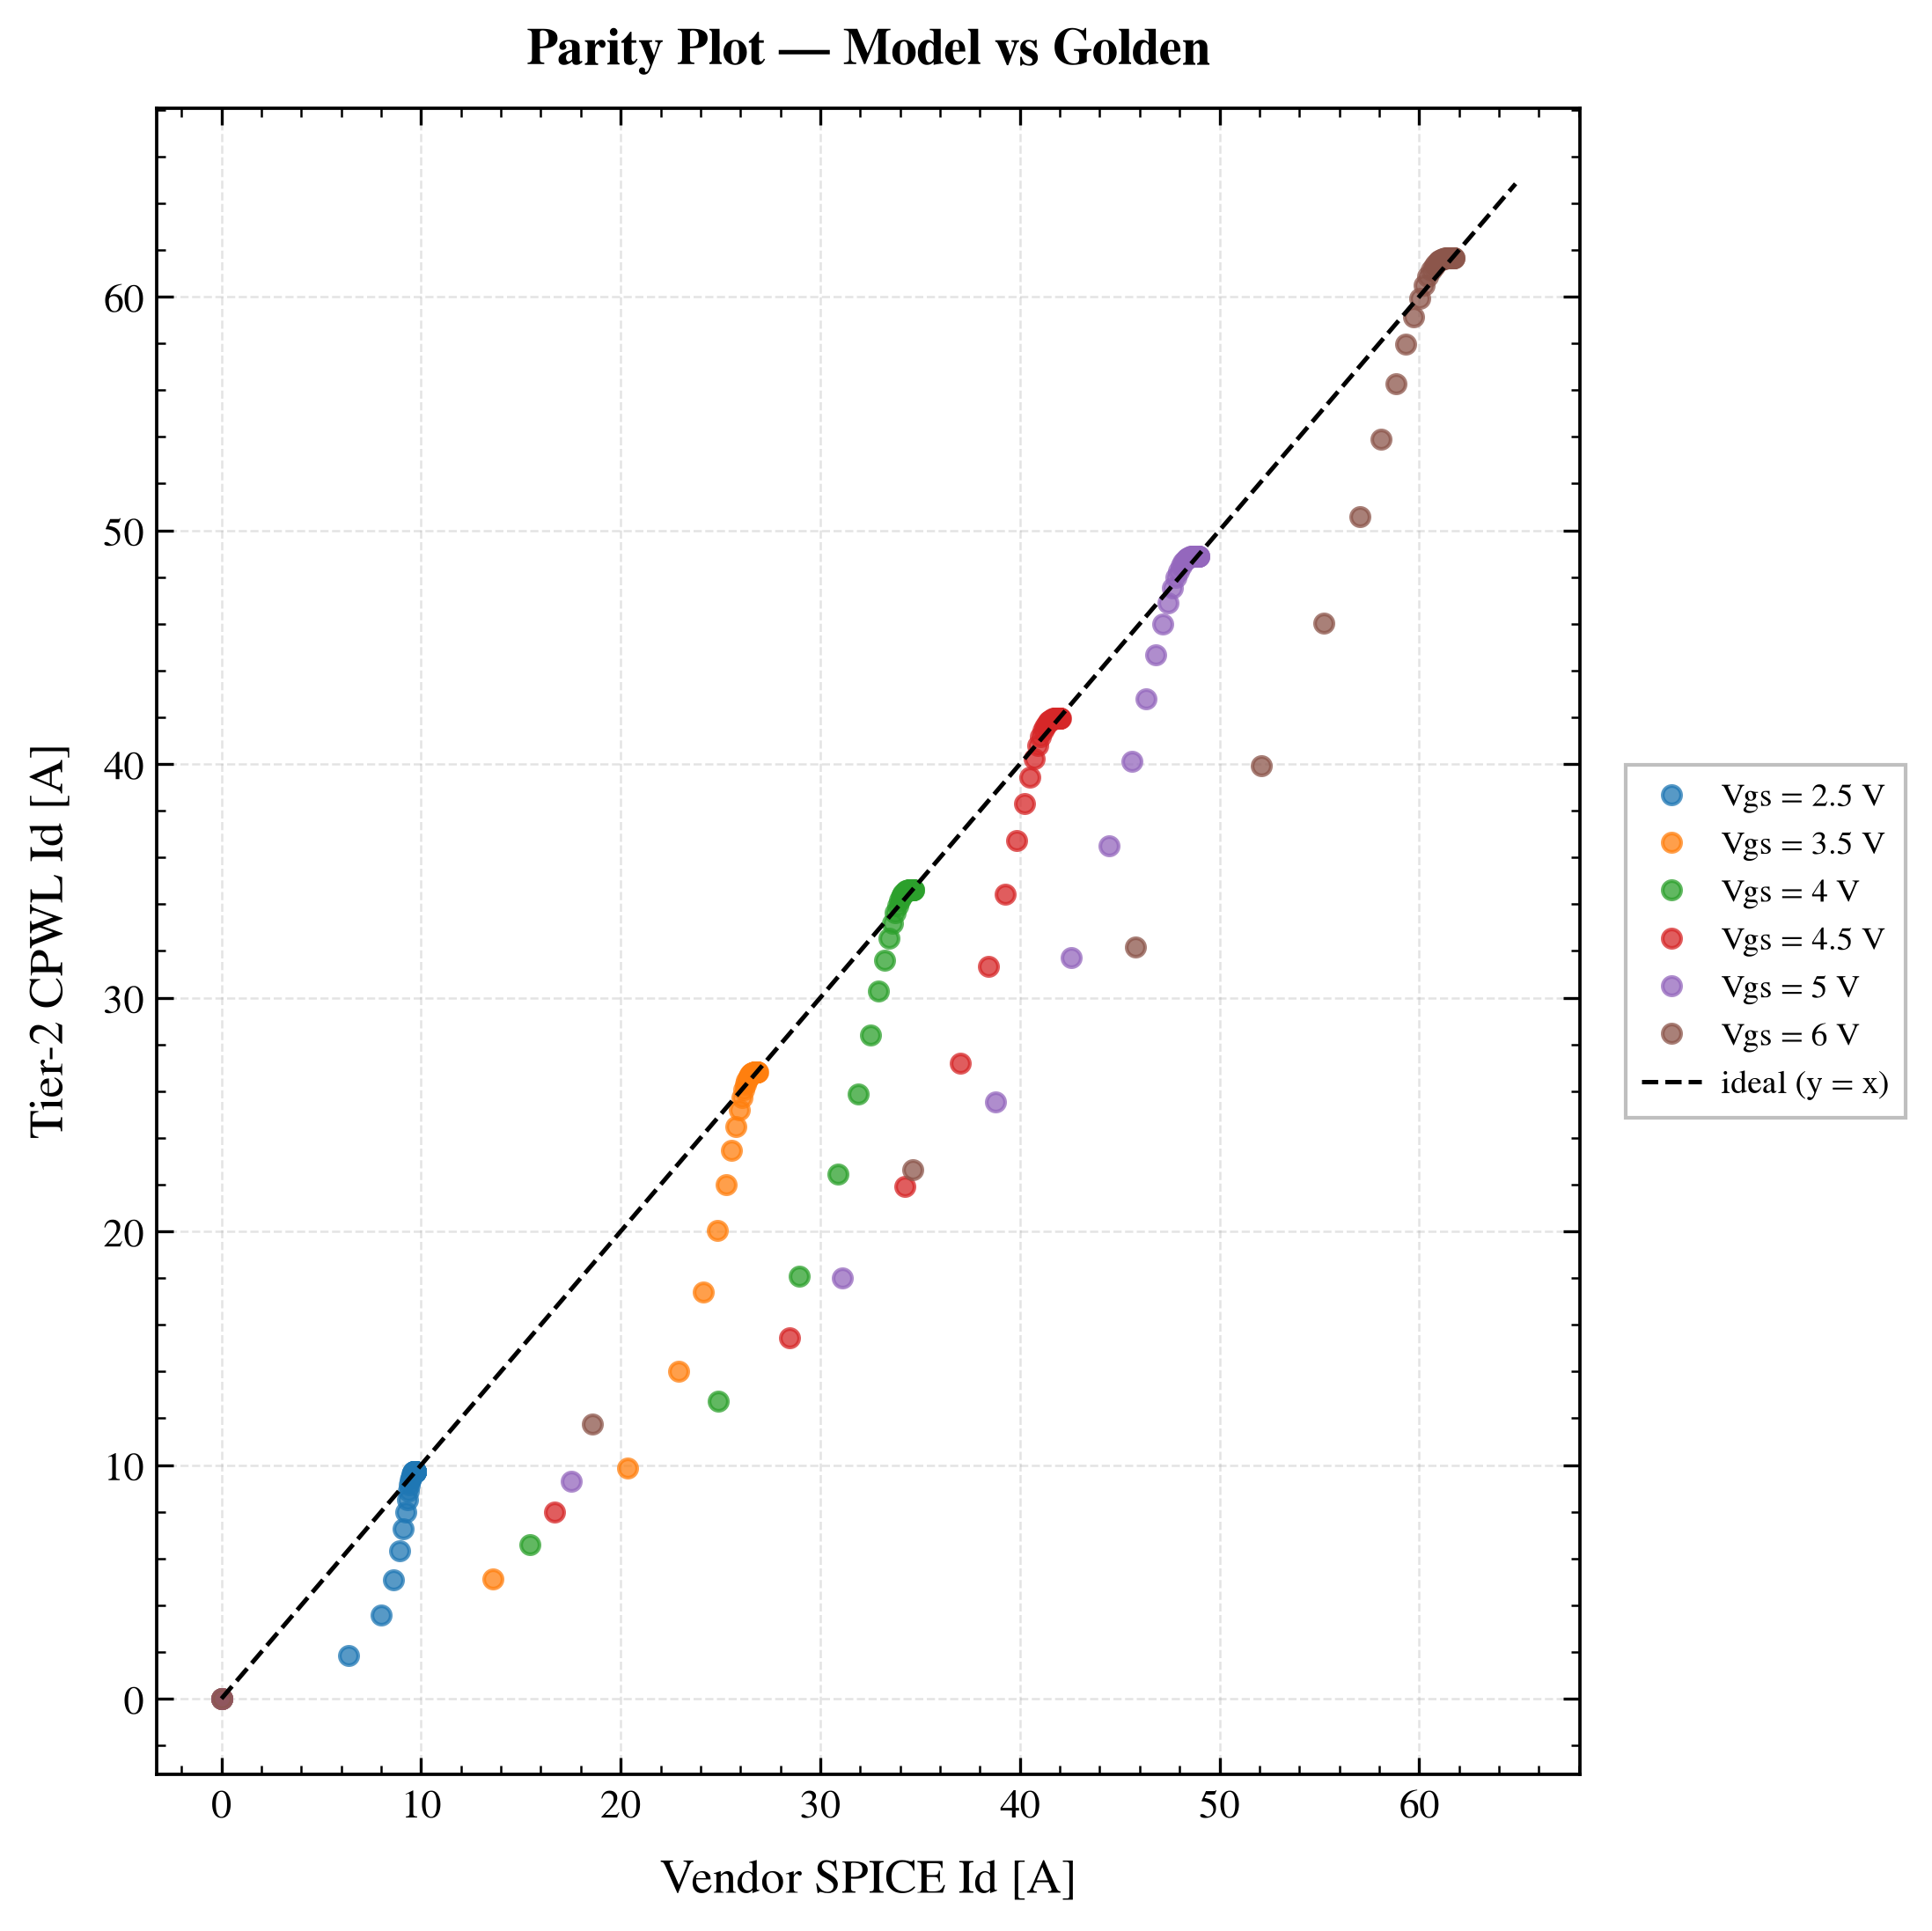 Parity Plot — Model vs Golden
Tier-2 CPWL Id [A]
60
50
40
30
20
10
0
0 10 20 30 40 50 60
Vendor SPICE Id [A]
Vgs = 2.5 V
Vgs = 3.5 V
Vgs = 4 V
Vgs = 4.5 V
Vgs = 5 V
Vgs = 6 V
ideal (y = x)